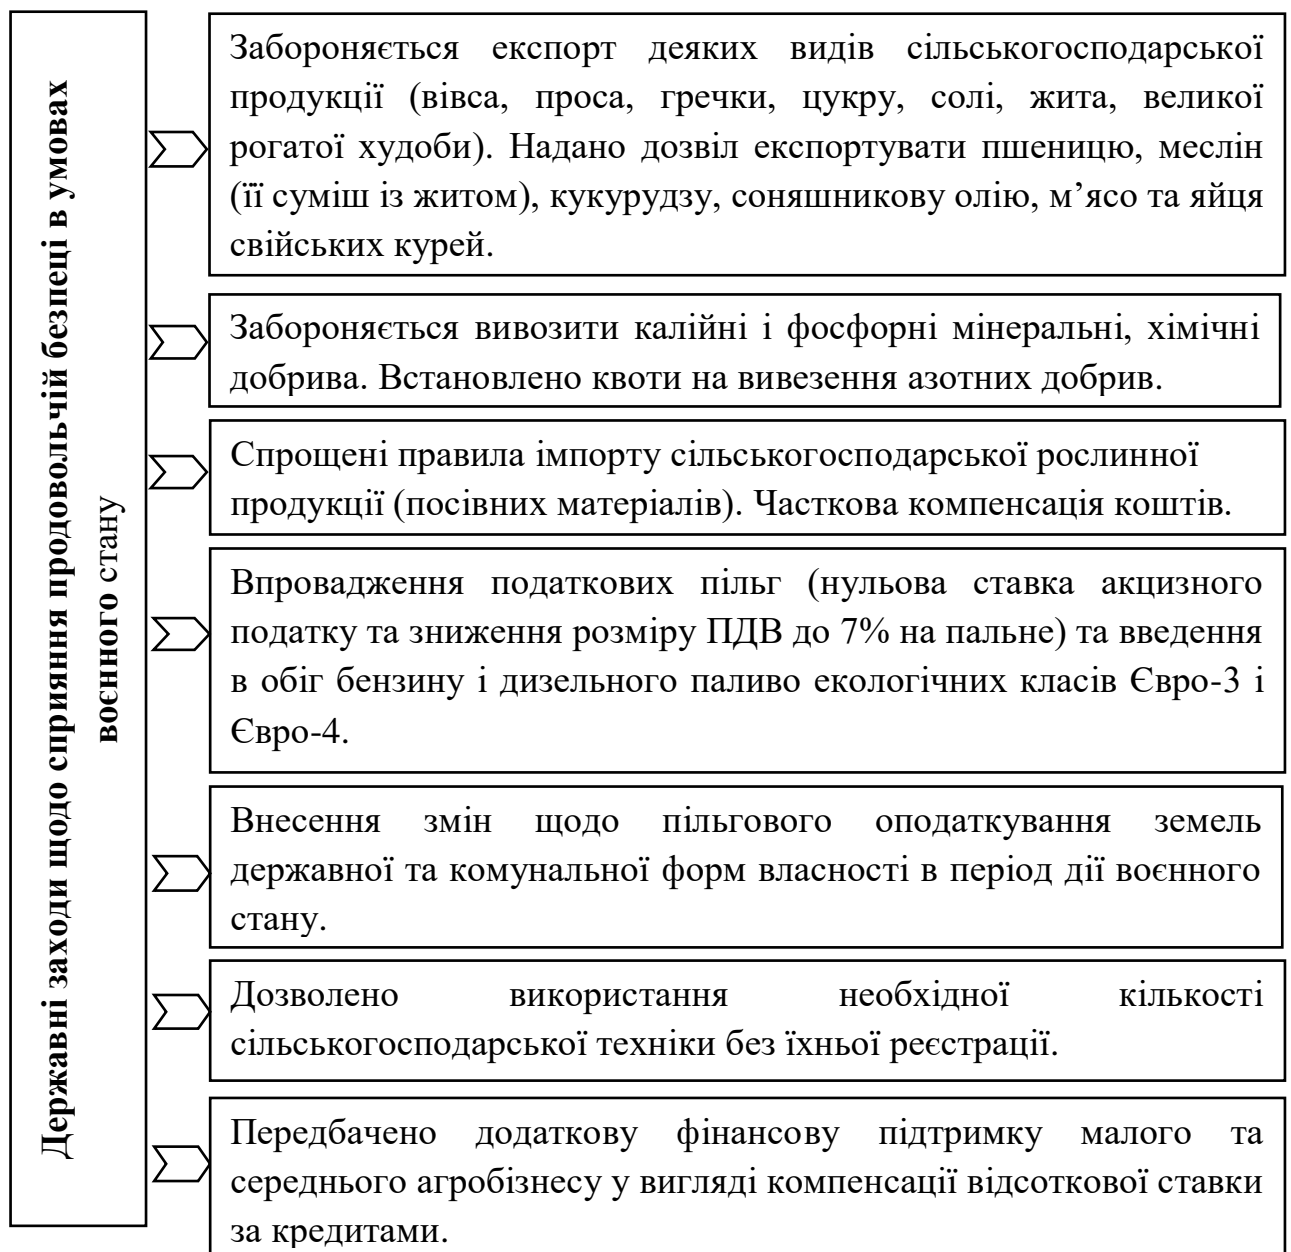 Державні заходи щодо сприяння продовольчій безпеці в умовах
воєнного стану
Забороняється експорт деяких видів сільськогосподарської
продукції (вівса, проса, гречки, цукру, солі, жита, великої
рогатої худоби). Надано дозвіл експортувати пшеницю, меслін
(її суміш із житом), кукурудзу, соняшникову олію, м’ясо та яйця
свійських курей.
Забороняється вивозити калійні і фосфорні мінеральні, хімічні
добрива. Встановлено квоти на вивезення азотних добрив.
Спрощені правила імпорту сільськогосподарської рослинної
продукції (посівних матеріалів). Часткова компенсація коштів.
Впровадження податкових пільг (нульова ставка акцизного
податку та зниження розміру ПДВ до 7% на пальне) та введення
в обіг бензину і дизельного паливо екологічних класів Євро-3 і
Євро-4.
Внесення змін щодо пільгового оподаткування земель
державної та комунальної форм власності в період дії воєнного
стану.
Дозволено використання необхідної кількості
сільськогосподарської техніки без їхньої реєстрації.
Передбачено додаткову фінансову підтримку малого та
середнього агробізнесу у вигляді компенсації відсоткової ставки
за кредитами.